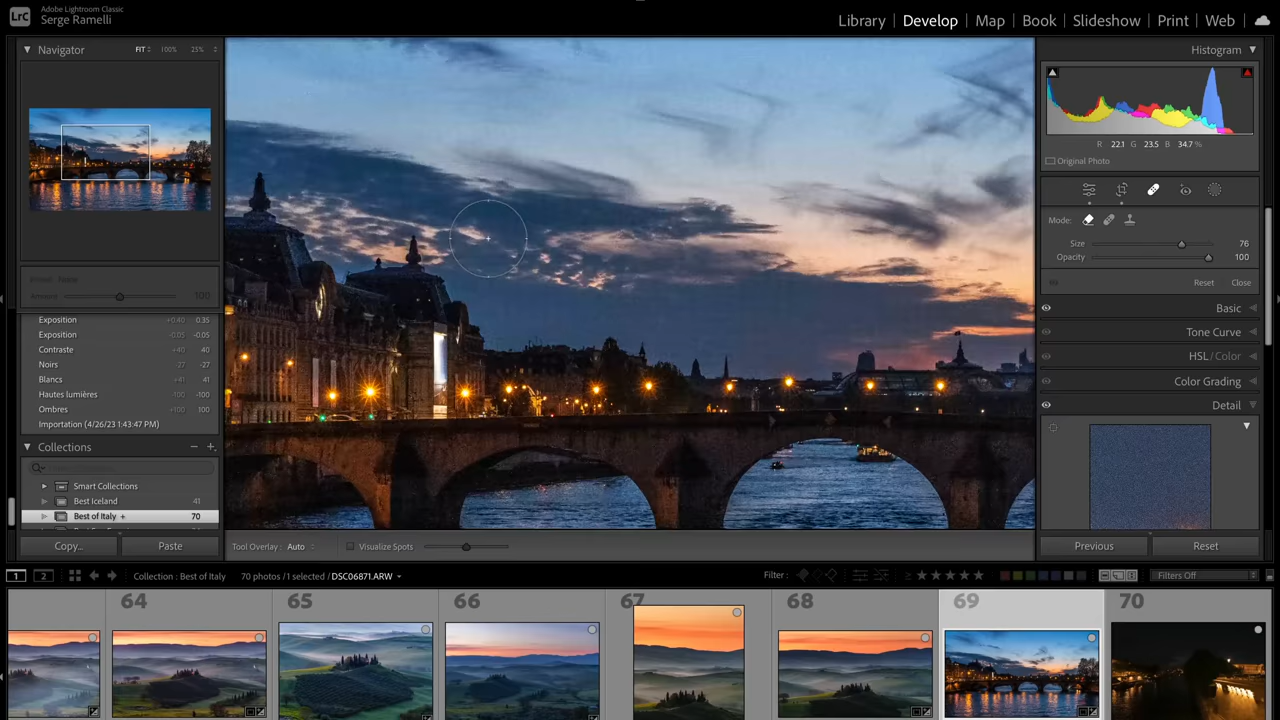 LrC
Adobe Lightroom Classic
Serge Ramelli
Library Develop Map Book Slideshow Print Web
Navigator FIT 100% 25%
Histogram
R 22.1 G 23.5 B 34.7 %
Original Photo
Mode:
Size 76
Opacity 100
Reset Close
Preset: None
Amount 100
Exposition +0.40 0.35
Exposition -0.05 -0.05
Contraste +40 40
Noirs -27 -27
Blancs +41 41
Hautes lumières -100 -100
Ombres +100 100
Importation (4/26/23 1:43:47 PM)
Collections
Smart Collections
Best Iceland 41
Best of Italy + 70
Copy... Paste
Basic
Tone Curve
HSL / Color
Color Grading
Detail
Previous Reset
Tool Overlay: Auto Visualize Spots
1 2 Collection : Best of Italy 70 photos / 1 selected / DSC06871.ARW
Filter : Filters Off
64 65 66 67 68 69 70